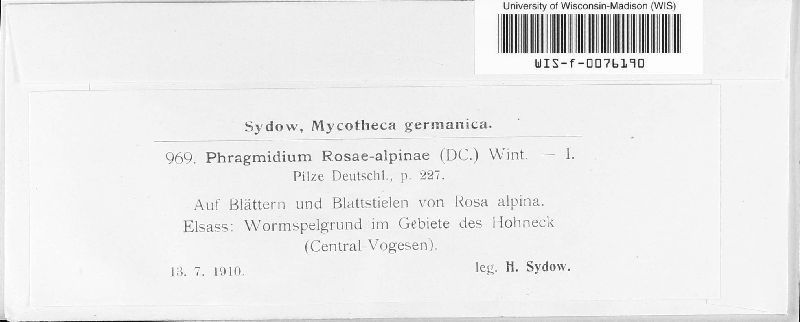 University of Wisconsin-Madison (WIS)
WIS-f-0076190
Sydow, Mycotheca germanica.
969. Phragmidium Rosae-alpinae (DC.) Wint. — I.
Pilze Deutschl., p. 227.
Auf Blättern und Blattstielen von Rosa alpina.
Elsass: Wormspelgrund im Gebiete des Hohneck
(Central-Vogesen).
13. 7. 1910. leg. H. Sydow.